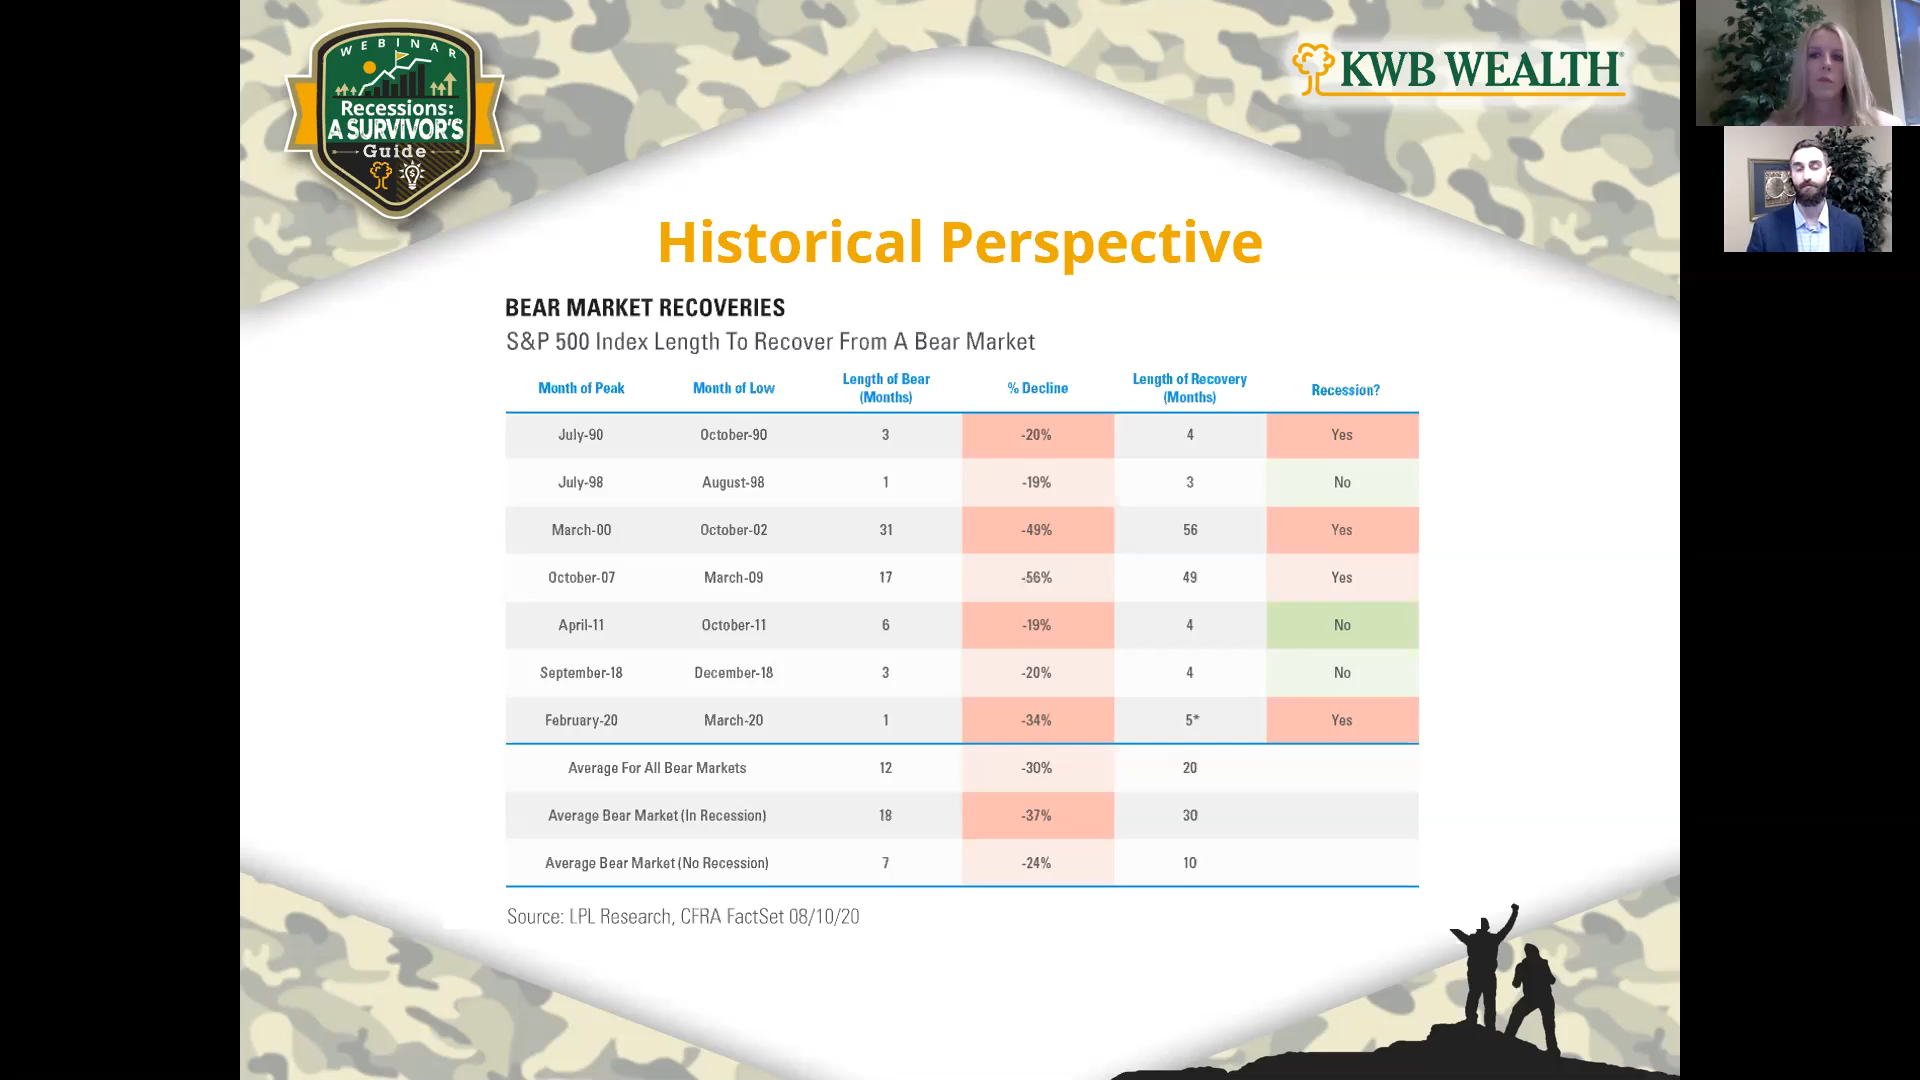 WEBINAR
Recessions:
A SURVIVOR'S
Guide
KWB WEALTH®
Historical Perspective
BEAR MARKET RECOVERIES
S&P 500 Index Length To Recover From A Bear Market
Month of Peak Month of Low Length of Bear (Months) % Decline Length of Recovery (Months) Recession?
July-90 October-90 3 -20% 4 Yes
July-98 August-98 1 -19% 3 No
March-00 October-02 31 -49% 56 Yes
October-07 March-09 17 -56% 49 Yes
April-11 October-11 6 -19% 4 No
September-18 December-18 3 -20% 4 No
February-20 March-20 1 -34% 5* Yes
Average For All Bear Markets 12 -30% 20
Average Bear Market (In Recession) 18 -37% 30
Average Bear Market (No Recession) 7 -24% 10
Source: LPL Research, CFRA FactSet 08/10/20